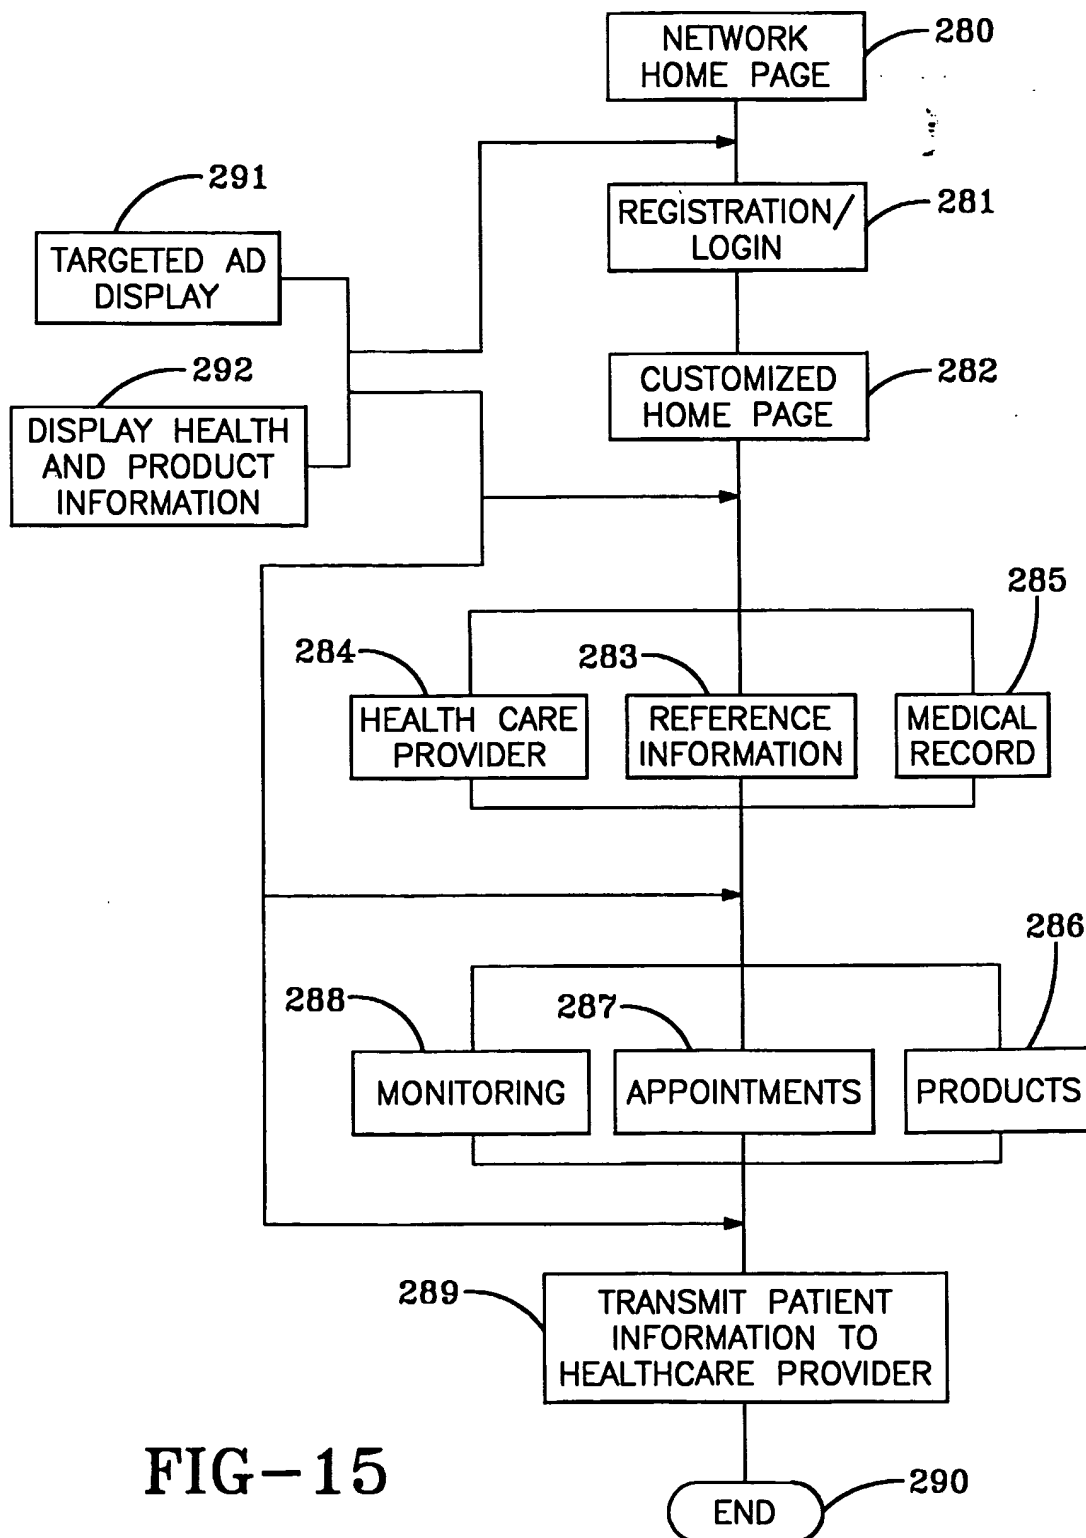 NETWORK
HOME PAGE
280
291
REGISTRATION/
LOGIN
281
TARGETED AD
DISPLAY
292
CUSTOMIZED
HOME PAGE
282
DISPLAY HEALTH
AND PRODUCT
INFORMATION
285
284
283
HEALTH CARE
PROVIDER
REFERENCE
INFORMATION
MEDICAL
RECORD
286
288
287
MONITORING
APPOINTMENTS
PRODUCTS
289
TRANSMIT PATIENT
INFORMATION TO
HEALTHCARE PROVIDER
FIG-15
290
END